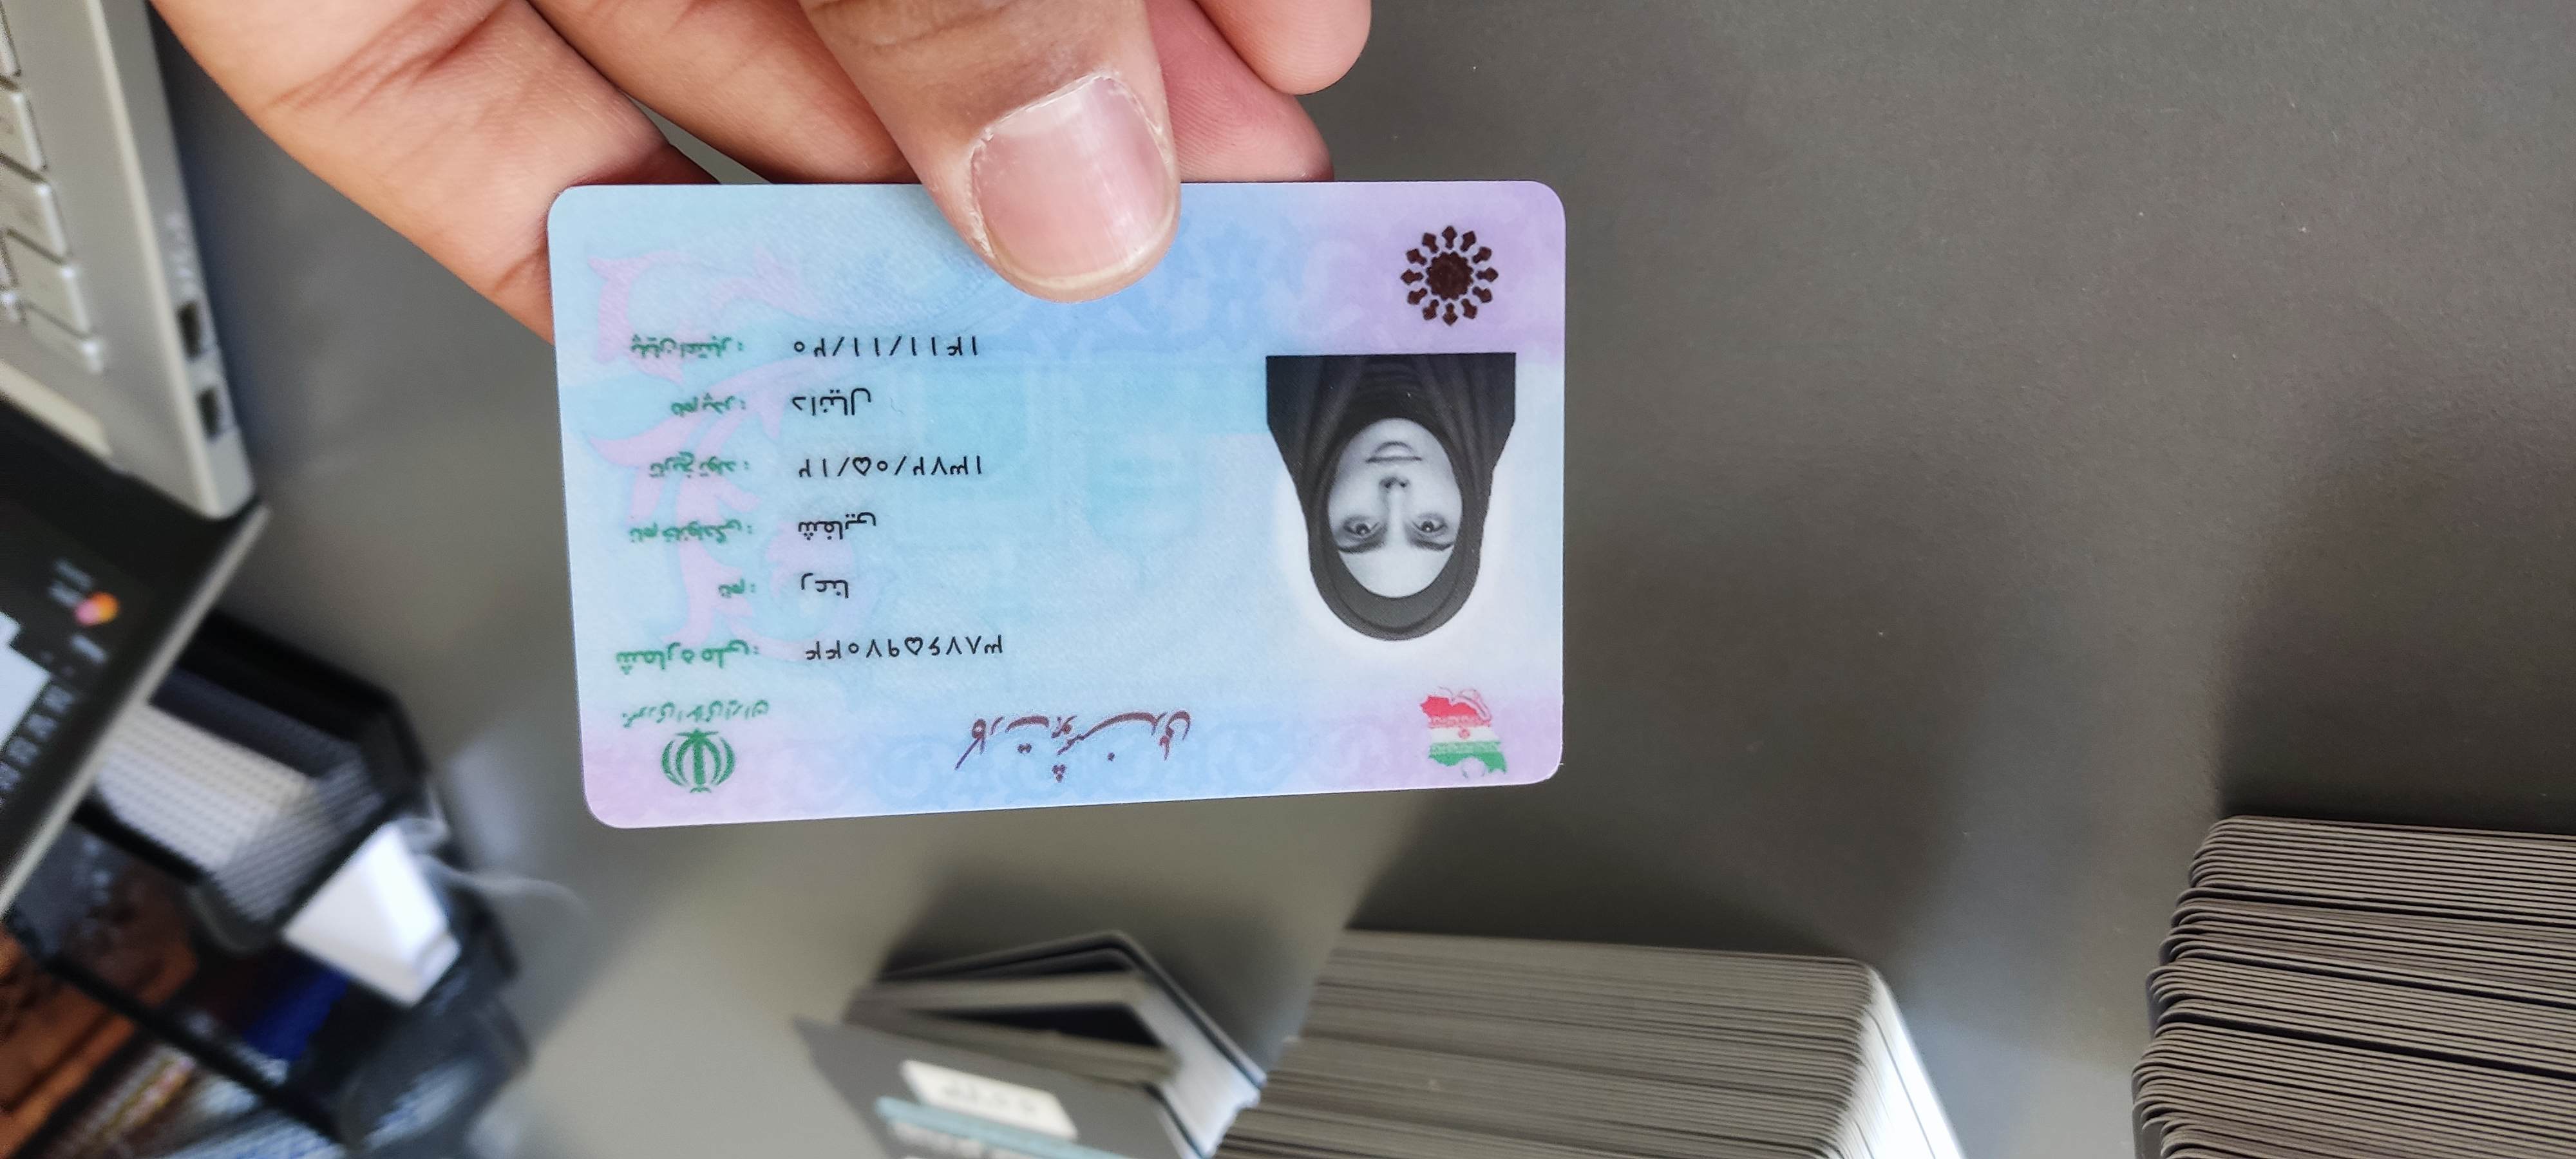 کارت هوشمند ملی
جمهوری اسلامی ایران
شماره ملی: ۳۸۷۶۵۹۷۰۴۴
نام: رعنا
نام خانوادگی: شفایی
تاریخ تولد: ۱۳۷۲/۰۵/۱۲
نام پدر: دانیال
پایان اعتبار: ۱۴۱۱/۱۱/۲۰